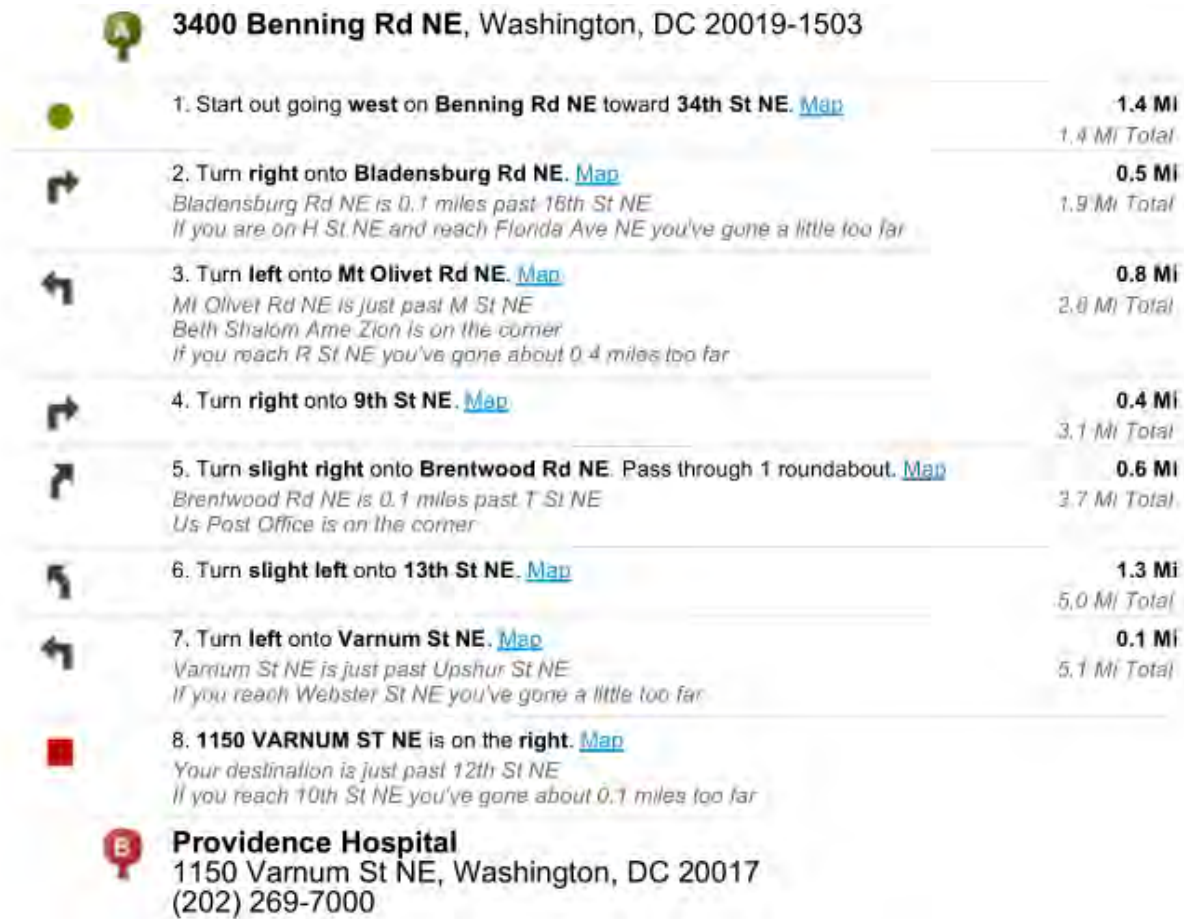 A
3400 Benning Rd NE, Washington, DC 20019-1503
1. Start out going west on Benning Rd NE toward 34th St NE. Map 1.4 Mi
1.4 Mi Total
2. Turn right onto Bladensburg Rd NE. Map 0.5 Mi
Bladensburg Rd NE is 0.1 miles past 16th St NE 1.9 Mi Total
If you are on H St NE and reach Florida Ave NE you've gone a little too far
3. Turn left onto Mt Olivet Rd NE. Map 0.8 Mi
Mt Olivet Rd NE is just past M St NE 2.6 Mi Total
Beth Shalom Ame Zion is on the corner
If you reach R St NE you've gone about 0.4 miles too far
4. Turn right onto 9th St NE. Map 0.4 Mi
3.1 Mi Total
5. Turn slight right onto Brentwood Rd NE. Pass through 1 roundabout. Map 0.6 Mi
Brentwood Rd NE is 0.1 miles past T St NE 3.7 Mi Total
Us Post Office is on the corner
6. Turn slight left onto 13th St NE. Map 1.3 Mi
5.0 Mi Total
7. Turn left onto Varnum St NE. Map 0.1 Mi
Varnum St NE is just past Upshur St NE 5.1 Mi Total
If you reach Webster St NE you've gone a little too far
8. 1150 VARNUM ST NE is on the right. Map
Your destination is just past 12th St NE
If you reach 10th St NE you've gone about 0.1 miles too far
B
Providence Hospital
1150 Varnum St NE, Washington, DC 20017
(202) 269-7000